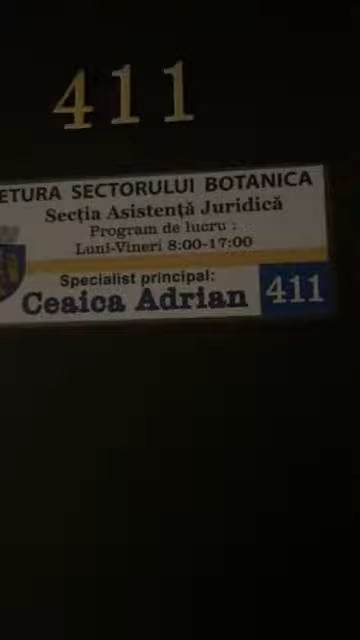 411
ETURA SECTORULUI BOTANICA
Secția Asistență Juridică
Program de lucru :
Luni-Vineri 8:00-17:00
Specialist principal:
Ceaica Adrian 411